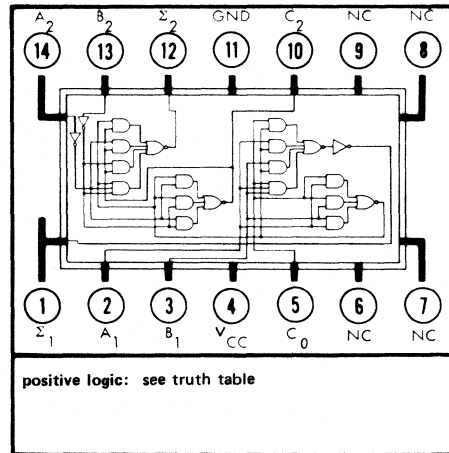 A2 B2 Σ2 GND C2 NC NC
14 13 12 11 10 9 8
1 2 3 4 5 6 7
Σ1 A1 B1 VCC C0 NC NC
positive logic: see truth table